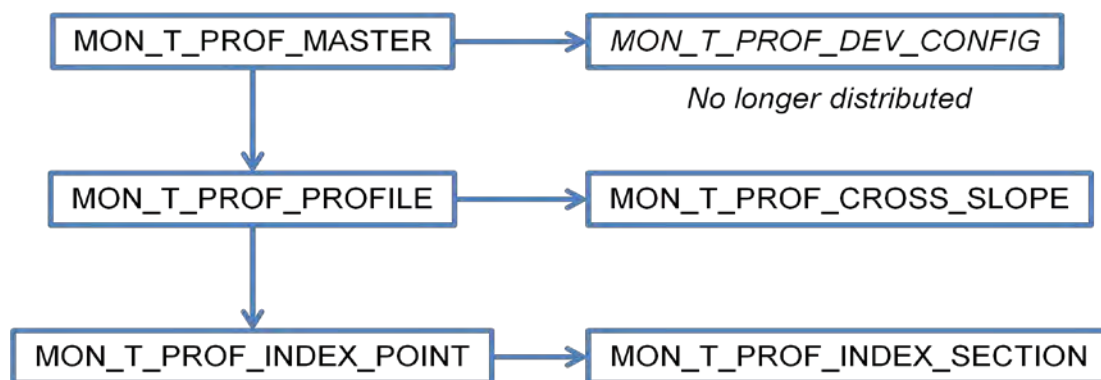 MON_T_PROF_MASTER
MON_T_PROF_DEV_CONFIG
No longer distributed
MON_T_PROF_PROFILE
MON_T_PROF_CROSS_SLOPE
MON_T_PROF_INDEX_POINT
MON_T_PROF_INDEX_SECTION